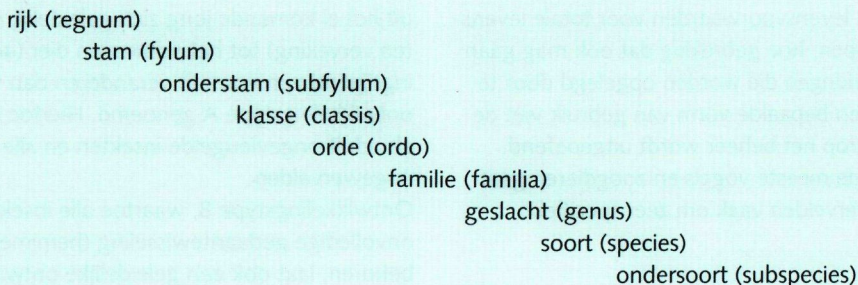 rijk (regnum)
stam (fylum)
onderstam (subfylum)
klasse (classis)
orde (ordo)
familie (familia)
geslacht (genus)
soort (species)
ondersoort (subspecies)